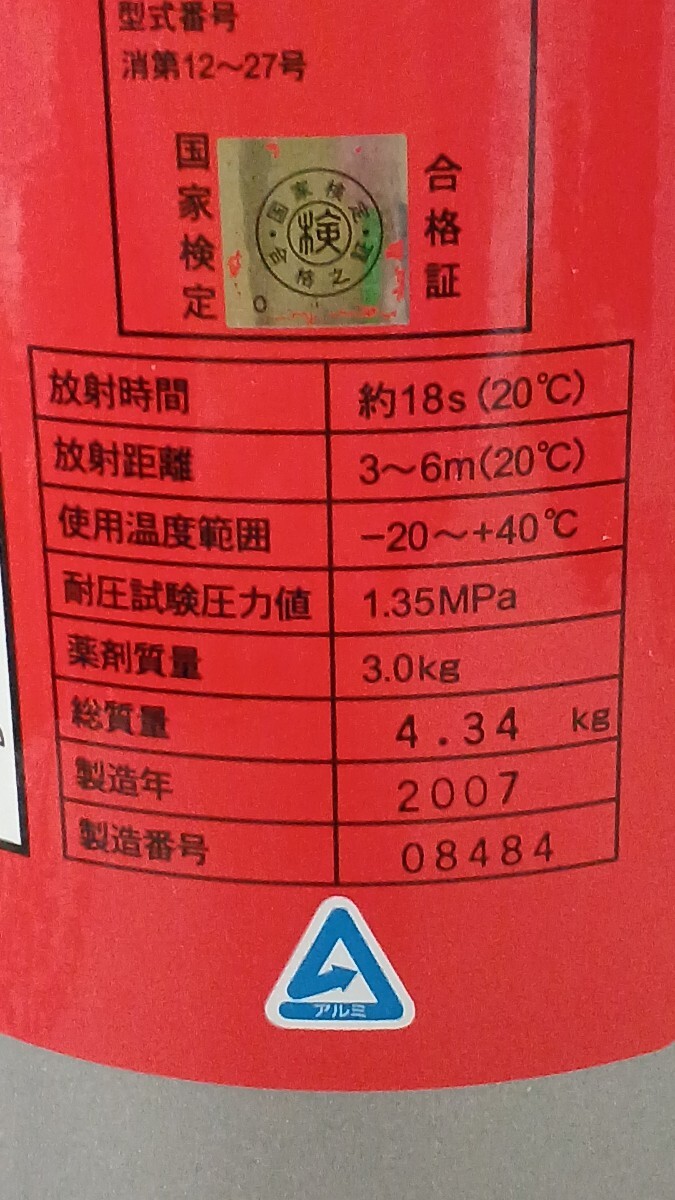 型式番号
消第12～27号
国家検定
合格証
国家検定
検
合格之証
放射時間 約18s(20℃)
放射距離 3～6m(20℃)
使用温度範囲 −20～+40℃
耐圧試験圧力値 1.35MPa
薬剤質量 3.0kg
総質量 4.34 kg
製造年 2007
製造番号 08484
アルミ